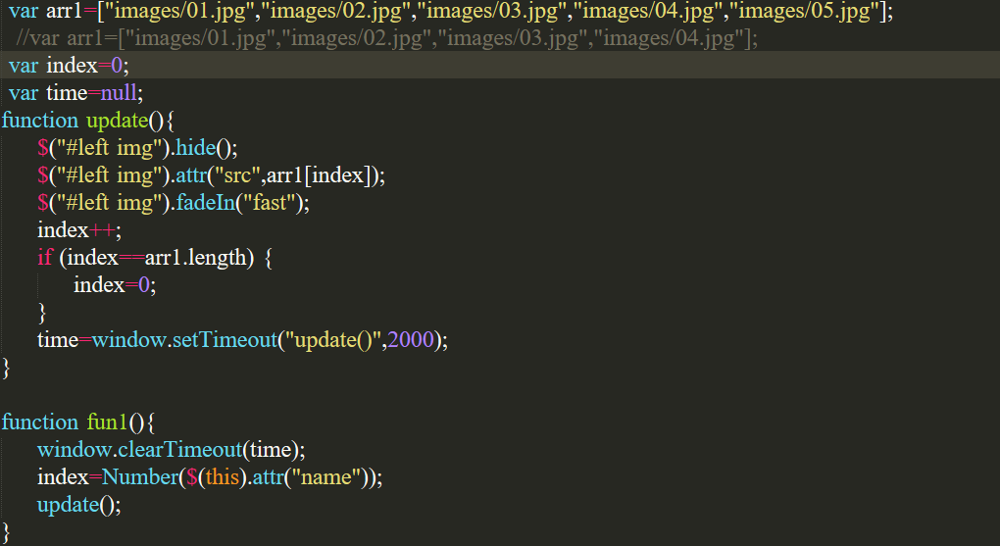 var arr1=["images/01.jpg","images/02.jpg","images/03.jpg","images/04.jpg","images/05.jpg"];
//var arr1=["images/01.jpg","images/02.jpg","images/03.jpg","images/04.jpg"];
var index=0;
var time=null;
function update(){
$("#left img").hide();
$("#left img").attr("src",arr1[index]);
$("#left img").fadeIn("fast");
index++;
if (index==arr1.length) {
index=0;
}
time=window.setTimeout("update()",2000);
}
function fun1(){
window.clearTimeout(time);
index=Number($(this).attr("name"));
update();
}